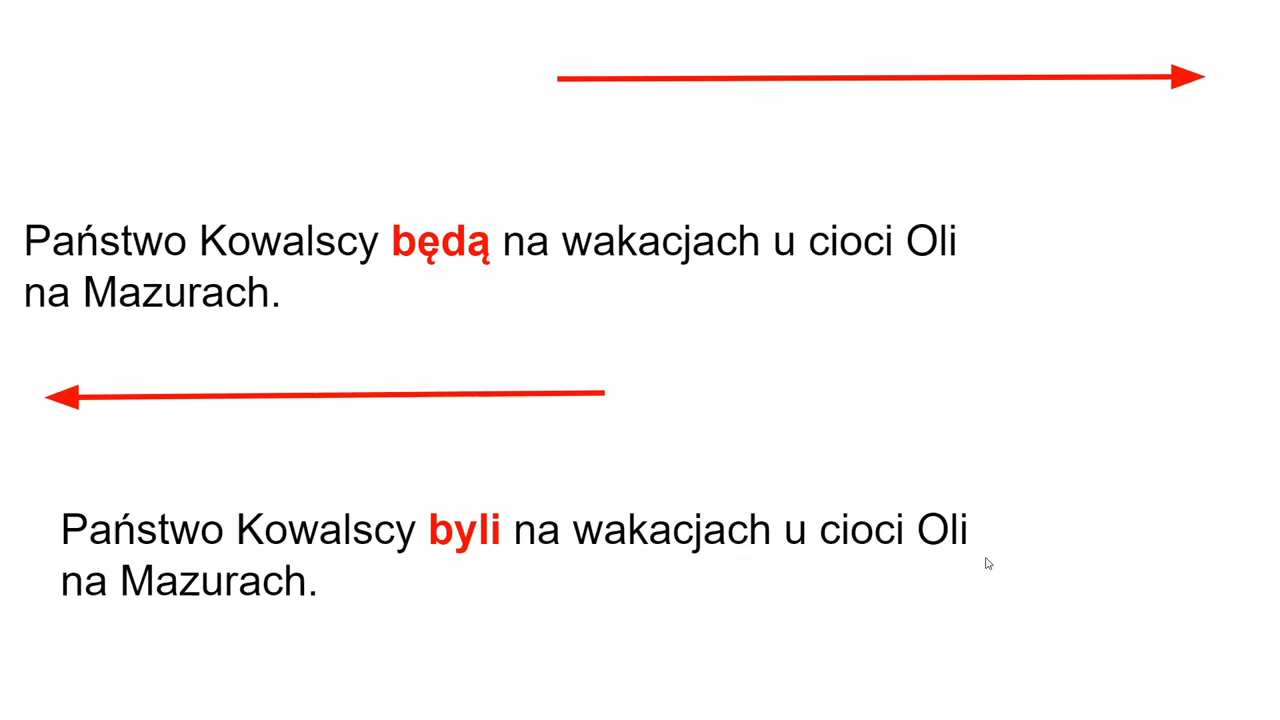 Państwo Kowalscy będą na wakacjach u cioci Oli
na Mazurach.
Państwo Kowalscy byli na wakacjach u cioci Oli
na Mazurach.